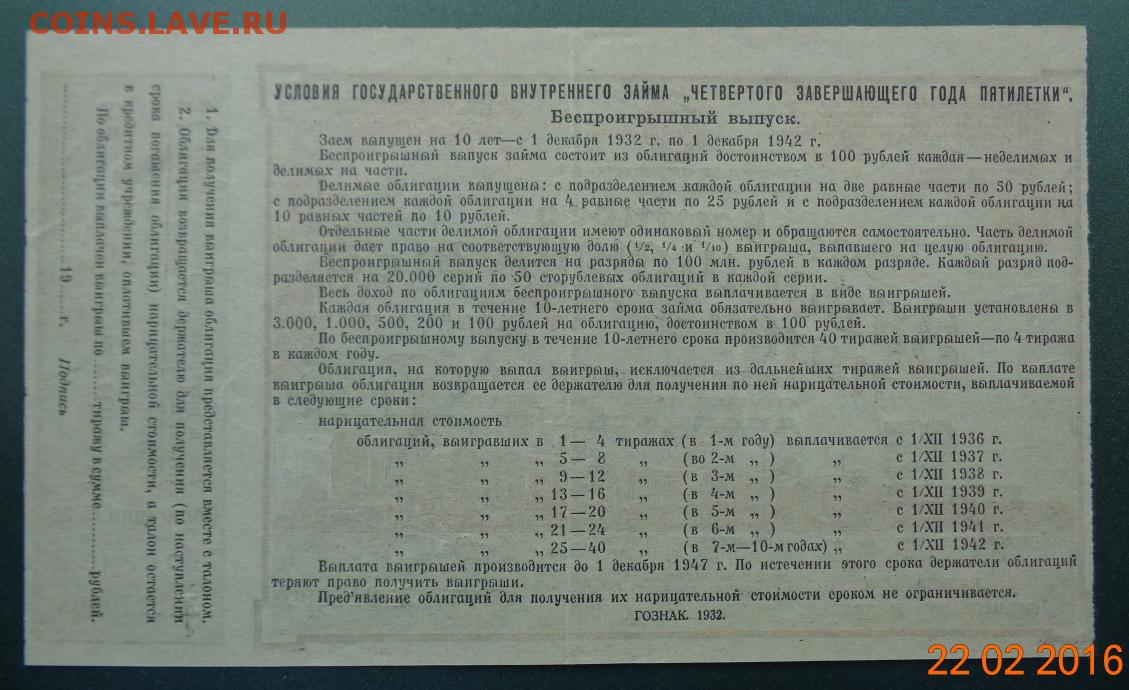 COINS.LAVE.RU
УСЛОВИЯ ГОСУДАРСТВЕННОГО ВНУТРЕННЕГО ЗАЙМА „ЧЕТВЕРТОГО ЗАВЕРШАЮЩЕГО ГОДА ПЯТИЛЕТКИ“.
Беспроигрышный выпуск.
Заем выпущен на 10 лет—с 1 декабря 1932 г. по 1 декабря 1942 г.
Беспроигрышный выпуск займа состоит из облигаций достоинством в 100 рублей каждая—неделимых и
делимых на части.
Делимые облигации выпущены: с подразделением каждой облигации на две равные части по 50 рублей;
с подразделением каждой облигации на 4 равные части по 25 рублей и с подразделением каждой облигации на
10 равных частей по 10 рублей.
Отдельные части делимой облигации имеют одинаковый номер и обращаются самостоятельно. Часть делимой
облигации дает право на соответствующую долю (1/2, 1/4 и 1/10) выигрыша, выпавшего на целую облигацию.
Беспроигрышный выпуск делится на разряды по 100 млн. рублей в каждом разряде. Каждый разряд под-
разделяется на 20.000 серий по 50 сторублевых облигаций в каждой серии.
Весь доход по облигациям беспроигрышного выпуска выплачивается в виде выигрышей.
Каждая облигация в течение 10-летнего срока займа обязательно выигрывает. Выигрыши установлены в
3.000, 1.000, 500, 200 и 100 рублей на облигацию, достоинством в 100 рублей.
По беспроигрышному выпуску в течение 10-летнего срока производится 40 тиражей выигрышей—по 4 тиража
в каждом году.
Облигация, на которую выпал выигрыш, исключается из дальнейших тиражей выигрышей. По выплате
выигрыша облигация возвращается ее держателю для получения по ней нарицательной стоимости, выплачиваемой
в следующие сроки:
нарицательная стоимость
облигаций, выигравших в 1— 4 тиражах (в 1-м году) выплачивается с 1/XII 1936 г.
„ „ „ 5— 8 „ (во 2-м „ ) „ с 1/XII 1937 г.
„ „ „ 9—12 „ (в 3-м „ ) „ с 1/XII 1938 г.
„ „ „ 13—16 „ (в 4-м „ ) „ с 1/XII 1939 г.
„ „ „ 17—20 „ (в 5-м „ ) „ с 1/XII 1940 г.
„ „ „ 21—24 „ (в 6-м „ ) „ с 1/XII 1941 г.
„ „ „ 25—40 „ (в 7-м—10-м годах) „ с 1/XII 1942 г.
Выплата выигрышей производится до 1 декабря 1947 г. По истечении этого срока держатели облигаций
теряют право получить выигрыши.
Пред’явление облигаций для получения их нарицательной стоимости сроком не ограничивается.
ГОЗНАК. 1932.
1. Для получения выигрыша облигация представляется вместе с талоном.
2. Облигация возвращается держателю для получения (по наступлении
срока погашения облигации) нарицательной стоимости, а талон остается
в кредитном учреждении, оплатившем выигрыш.
По облигации выплачен выигрыш по ........ тиражу в сумме ........ рублей.
........ 19 ..... г. Подпись
22 02 2016